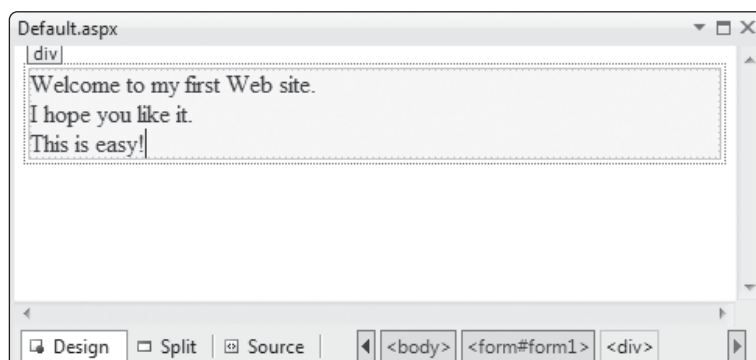 Default.aspx
div
Welcome to my first Web site.
I hope you like it.
This is easy!
Design Split Source <body> <form#form1> <div>